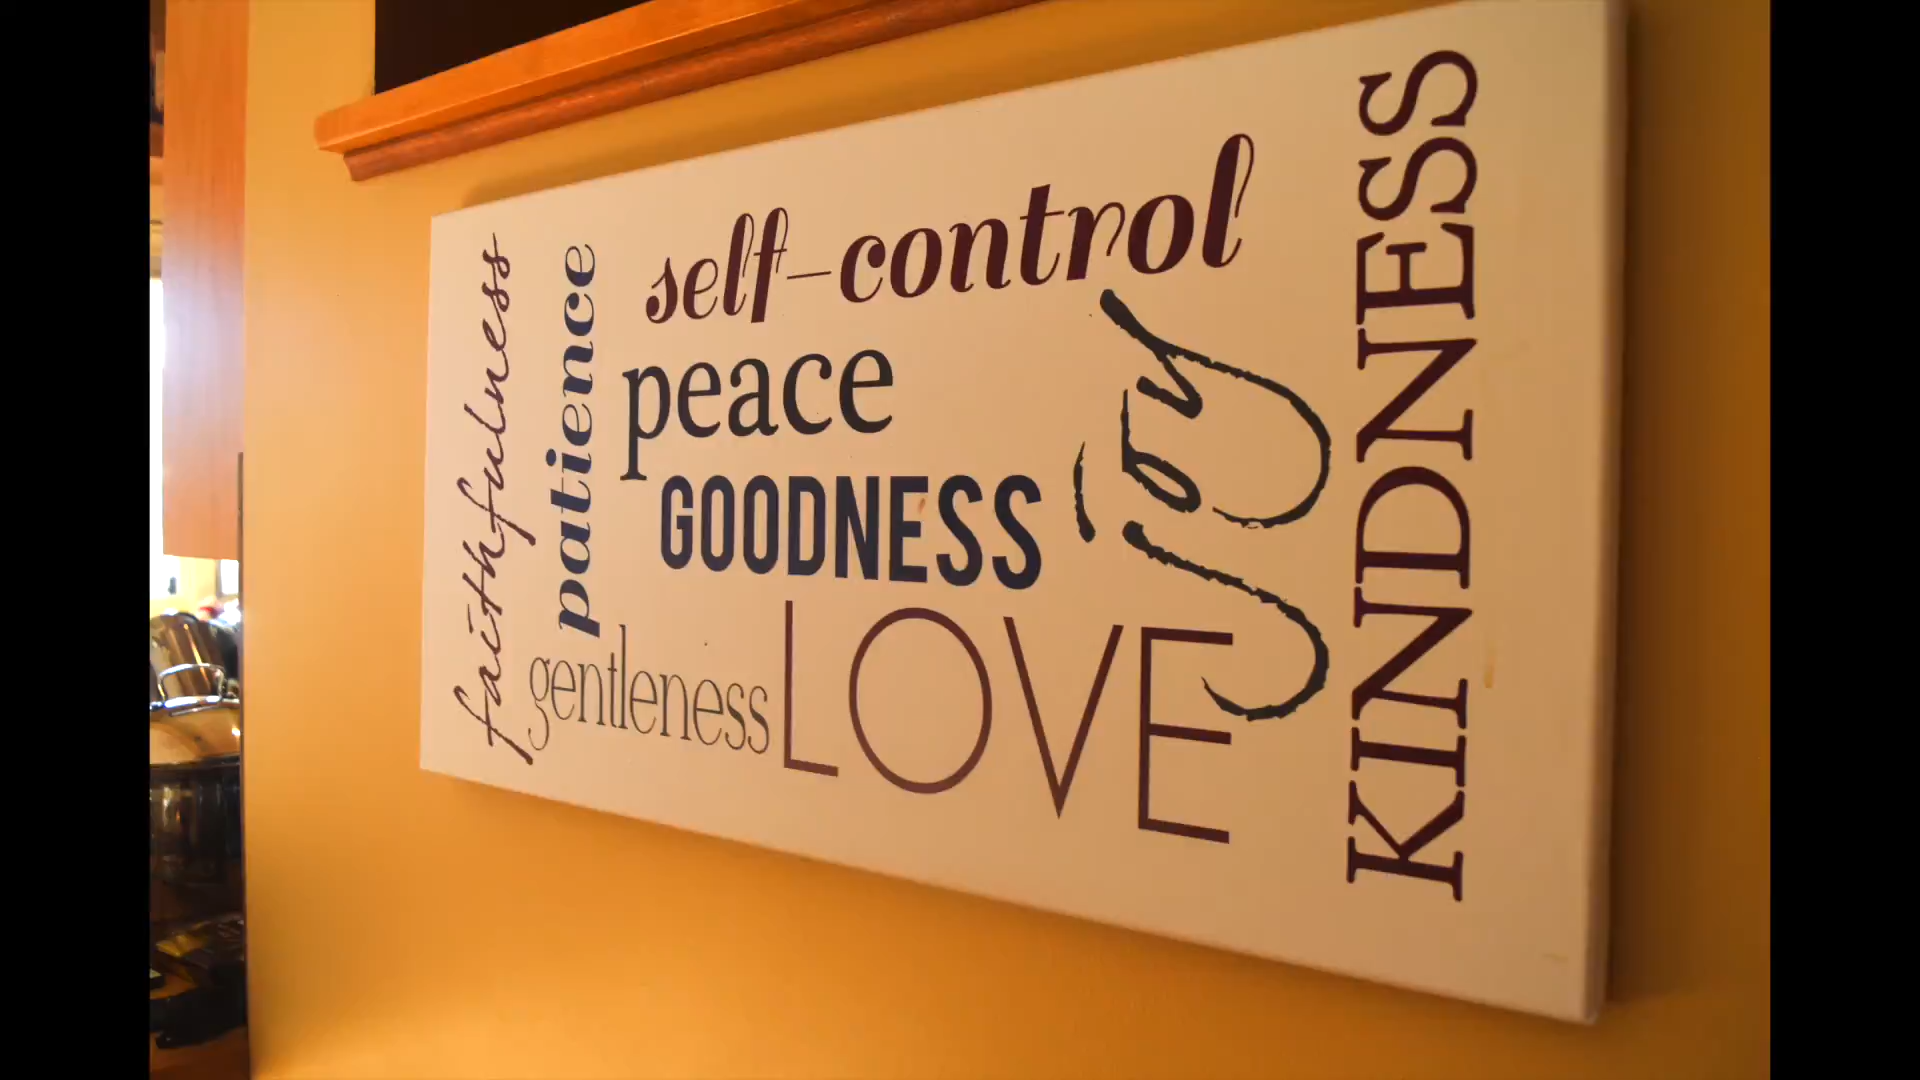 faithfulness
patience
self-control
peace
GOODNESS
gentleness
LOVE
joy
KINDNESS